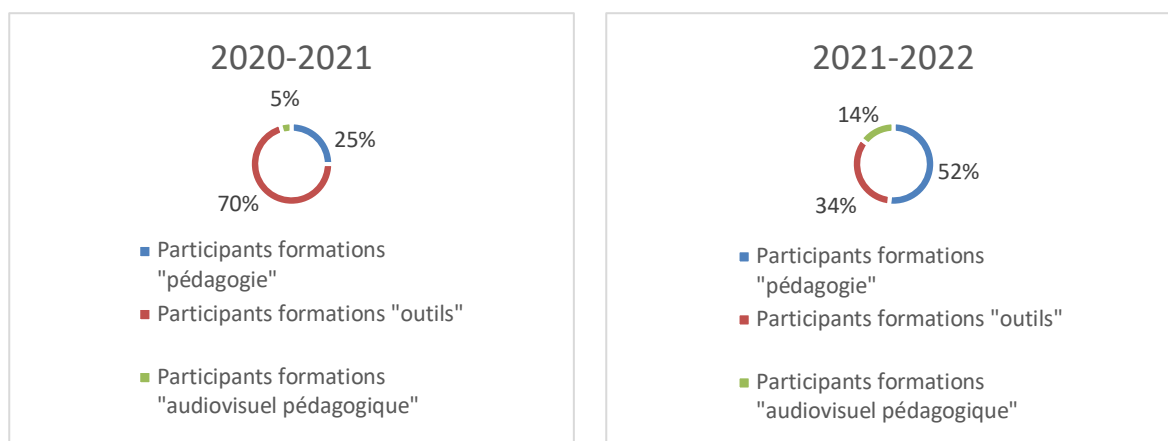 2020-2021
5%
25%
70%
Participants formations
"pédagogie"
Participants formations "outils"
Participants formations
"audiovisuel pédagogique"
2021-2022
14%
52%
34%
Participants formations
"pédagogie"
Participants formations "outils"
Participants formations
"audiovisuel pédagogique"